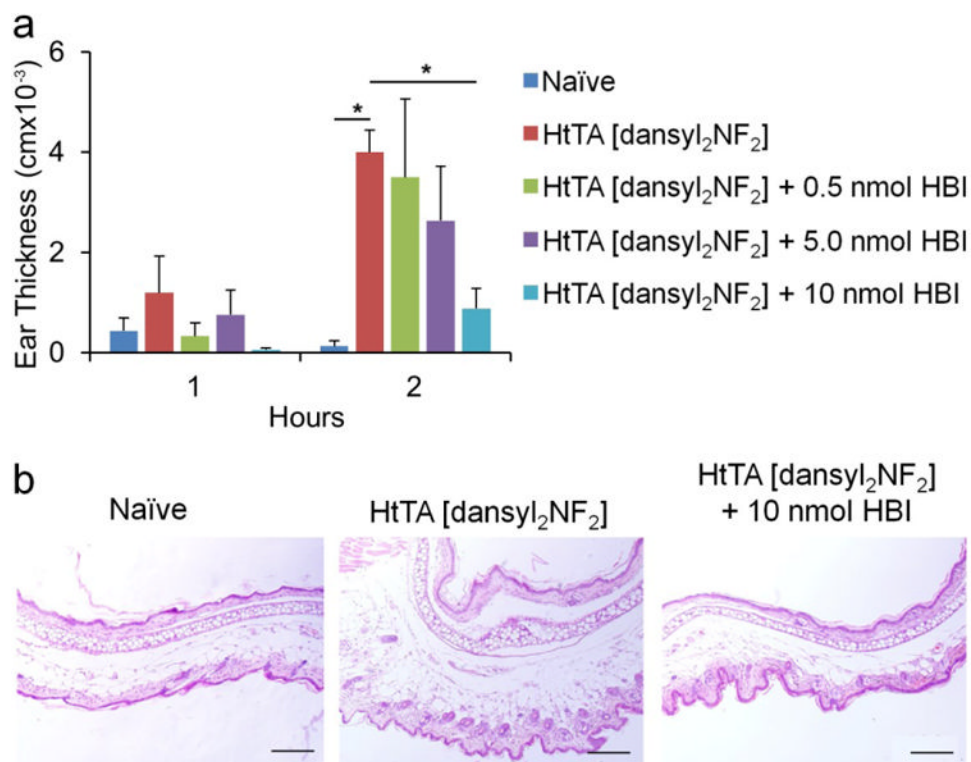 a
Ear Thickness (cmx10⁻³)
6
4
2
0
*
*
1
2
Hours
Naïve
HtTA [dansyl₂NF₂]
HtTA [dansyl₂NF₂] + 0.5 nmol HBI
HtTA [dansyl₂NF₂] + 5.0 nmol HBI
HtTA [dansyl₂NF₂] + 10 nmol HBI
b
Naïve
HtTA [dansyl₂NF₂]
HtTA [dansyl₂NF₂]
+ 10 nmol HBI